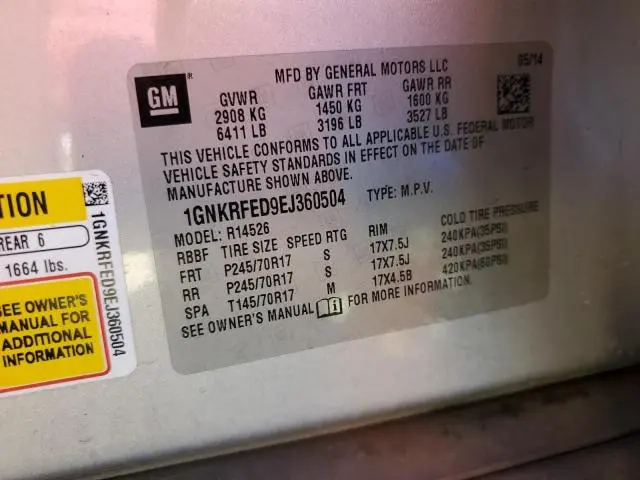 GM
®
MFD BY GENERAL MOTORS LLC
05/14
GVWR GAWR FRT GAWR RR
2908 KG 1450 KG 1600 KG
6411 LB 3196 LB 3527 LB
THIS VEHICLE CONFORMS TO ALL APPLICABLE U.S. FEDERAL MOTOR
VEHICLE SAFETY STANDARDS IN EFFECT ON THE DATE OF
MANUFACTURE SHOWN ABOVE.
1GNKRFED9EJ360504 TYPE: M.P.V.
MODEL: R14526
RBBF TIRE SIZE SPEED RTG RIM COLD TIRE PRESSURE
FRT P245/70R17 S 17X7.5J 240KPA(35PSI)
RR P245/70R17 S 17X7.5J 240KPA(35PSI)
SPA T145/70R17 M 17X4.5B 420KPA(60PSI)
SEE OWNER'S MANUAL i FOR MORE INFORMATION.
TION
REAR 6
1664 lbs.
SEE OWNER'S
MANUAL FOR
ADDITIONAL
INFORMATION
1GNKRFED9EJ360504